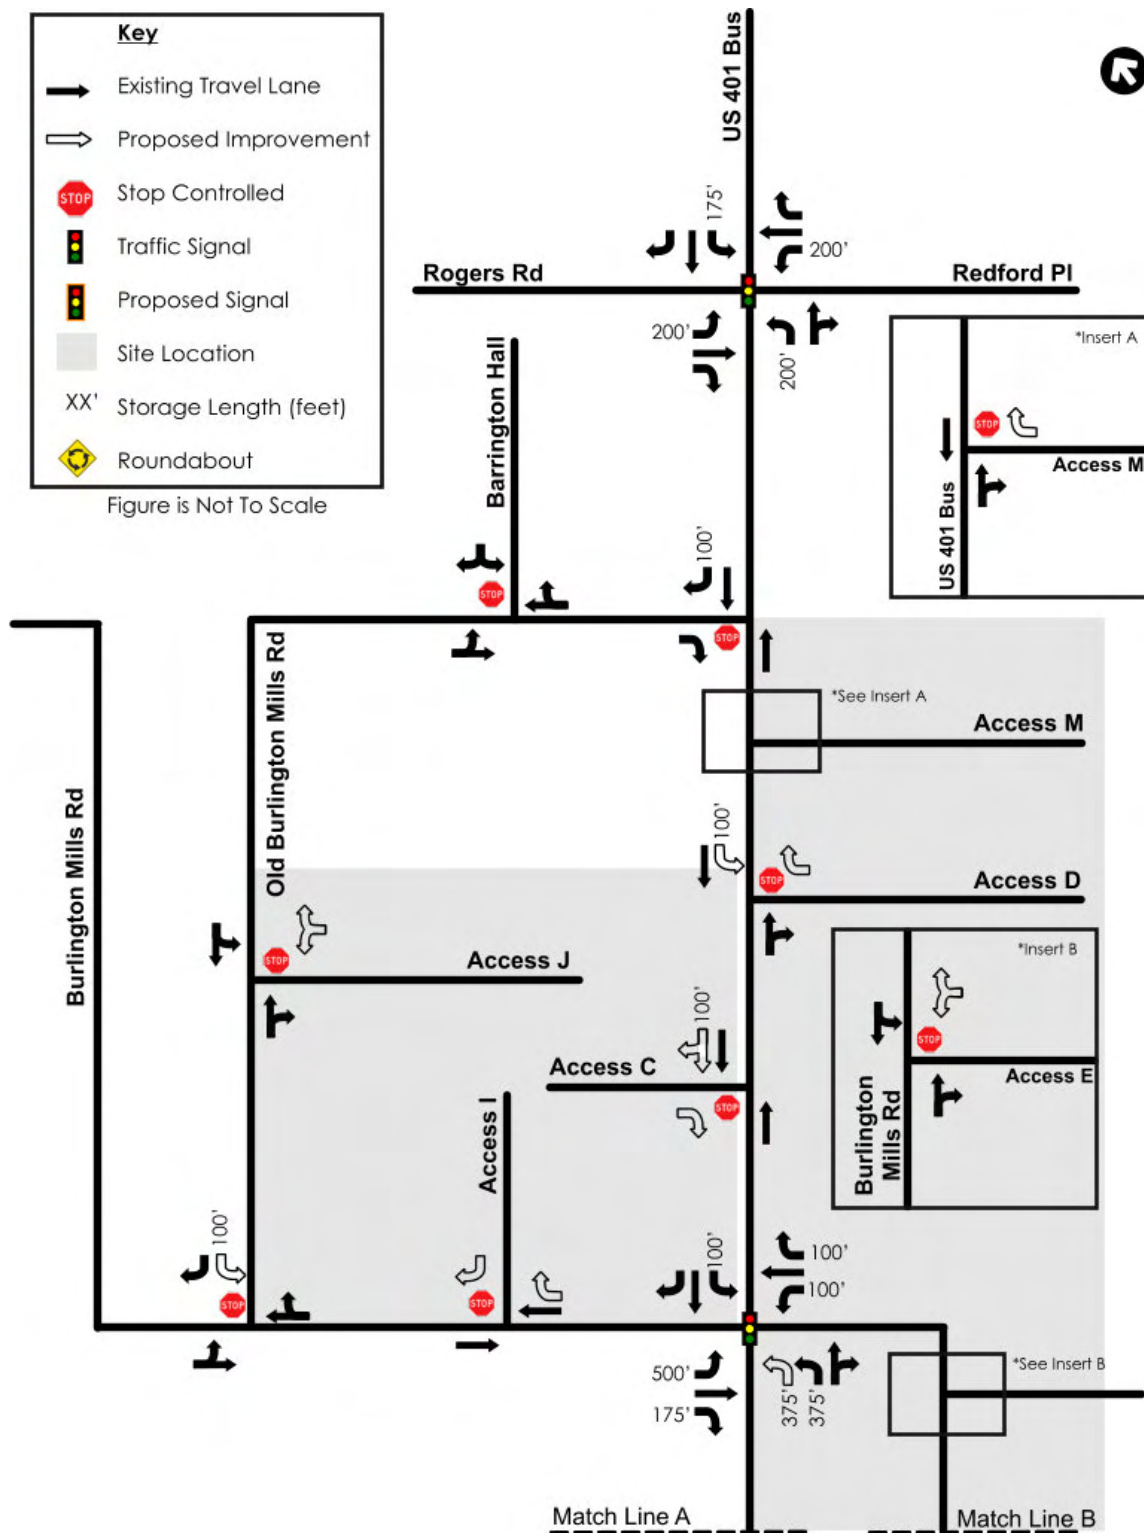 Key
Existing Travel Lane
Proposed Improvement
STOP
Stop Controlled
Traffic Signal
Proposed Signal
Site Location
XX'
Storage Length (feet)
Roundabout
Figure is Not To Scale
US 401 Bus
175'
200'
Rogers Rd
Redford Pl
200'
200'
*Insert A
STOP
Access M
US 401 Bus
Barrington Hall
STOP
100'
STOP
*See Insert A
Access M
Old Burlington Mills Rd
Burlington Mills Rd
100'
STOP
Access D
*Insert B
STOP
Access E
Burlington
Mills Rd
STOP
Access J
100'
Access C
STOP
Access I
100'
STOP
STOP
100'
100'
100'
500'
175'
375'
375'
*See Insert B
Match Line A
Match Line B